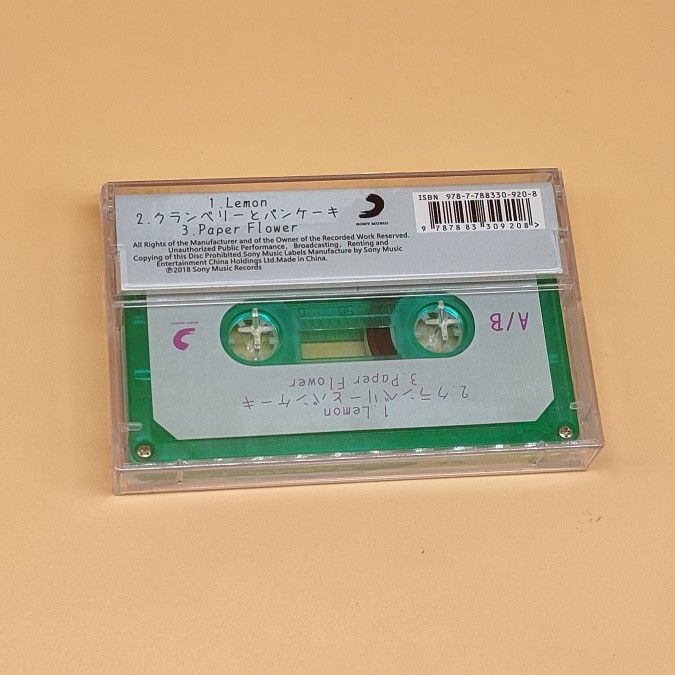 1.Lemon
2.クランベリーとパンケーキ
3.Paper Flower
All Rights of the Manufacturer and of the Owner of the Recorded Work Reserved.
Unauthorized Public Performance， Broadcasting， Renting and
Copying of this Disc Prohibited.Sony Music Labels Manufacture by Sony Music
Entertainment China Holdings Ltd.Made in China.
℗2018 Sony Music Records
SONY MUSIC
ISBN 978-7-788330-920-8
9 787883 309208 >
0 50 100
A/B
1.Lemon
2.クランベリーとパンケーキ
3.Paper Flower